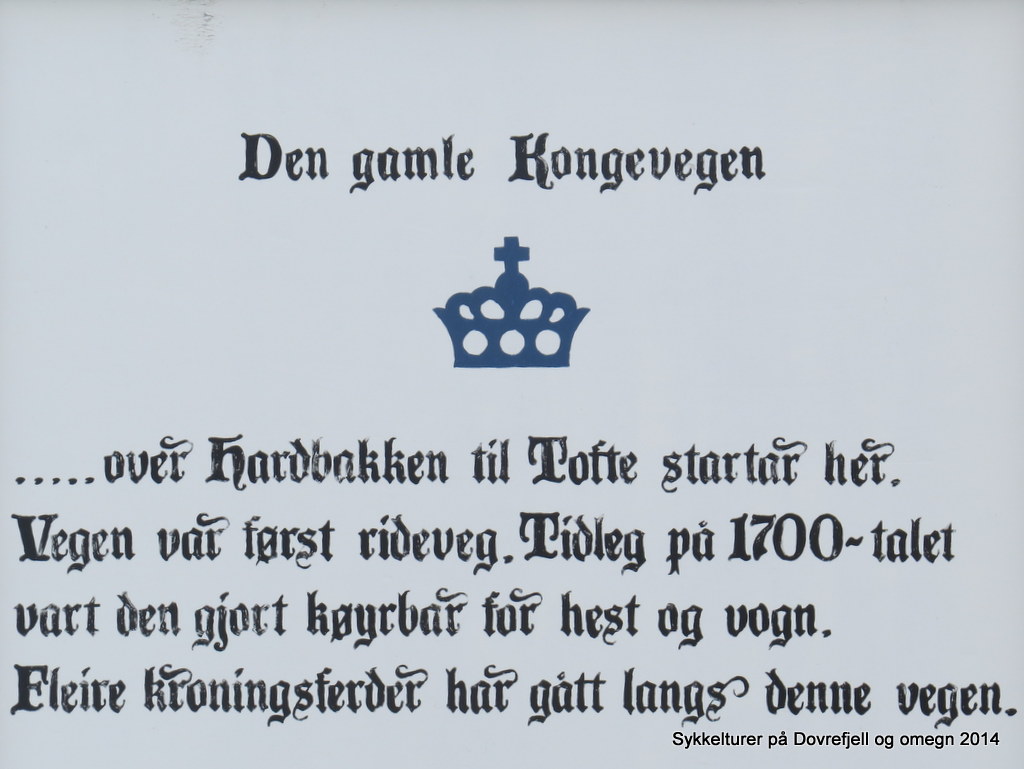 Den gamle Kongevegen
.....over Hardbakken til Tofte startar her.
Vegen var først rideveg. Tidleg på 1700-talet
vart den gjort køyrbar for hest og vogn.
Fleire kroningsferder har gått langs denne vegen.
Sykkelturer på Dovrefjell og omegn 2014